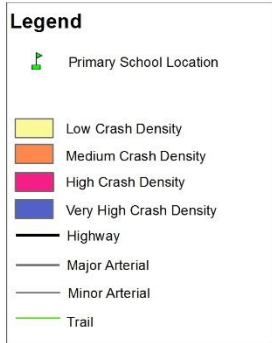 Legend
Primary School Location
Low Crash Density
Medium Crash Density
High Crash Density
Very High Crash Density
Highway
Major Arterial
Minor Arterial
Trail